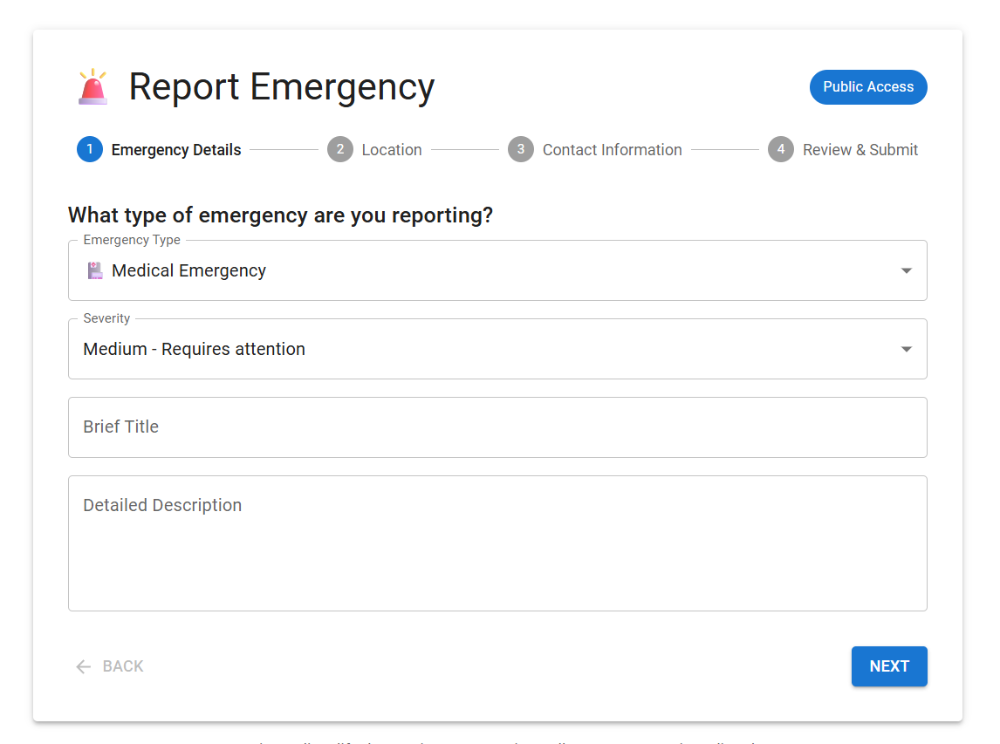 Report Emergency
Public Access
1 Emergency Details 2 Location 3 Contact Information 4 Review & Submit
What type of emergency are you reporting?
Emergency Type
Medical Emergency
Severity
Medium - Requires attention
Brief Title
Detailed Description
BACK
NEXT